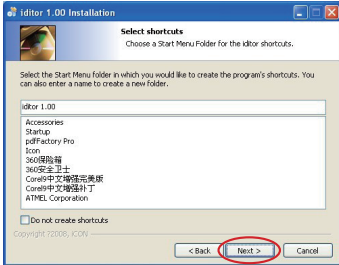 iditor 1.00 Installation
Select shortcuts
Choose a Start Menu Folder for the iditor shortcuts.
Select the Start Menu folder in which you would like to create the program's shortcuts. You
can also enter a name to create a new folder.
iditor 1.00
Accessories
Startup
pdfFactory Pro
Icon
360保险箱
360安全卫士
Corel9中文增强完美版
Corel9中文增强补丁
ATMEL Corporation
Do not create shortcuts
Copyright ?2008, iCON
< Back
Next >
Cancel